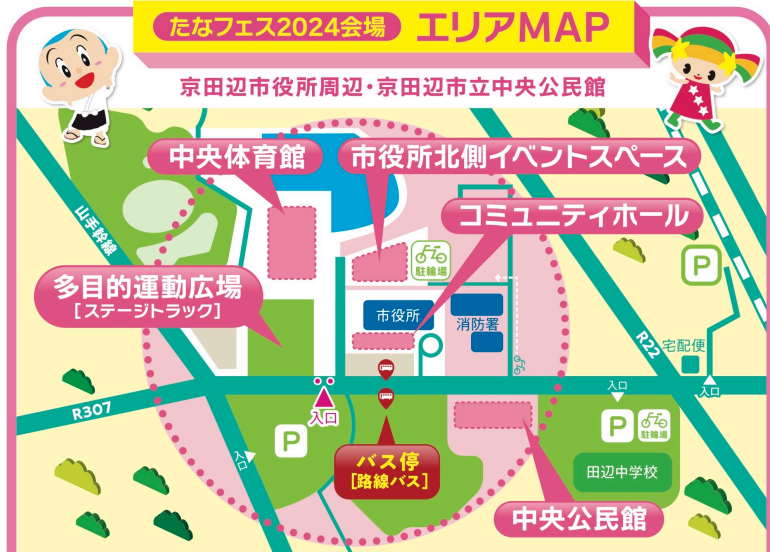 たなフェス2024会場 エリアMAP
京田辺市役所周辺・京田辺市立中央公民館
中央体育館
市役所北側イベントスペース
コミュニティホール
山手幹線
駐輪場
P
多目的運動広場
[ステージトラック]
市役所
消防署
R22
宅配便
入口
入口
R307
入口
入口
P
P
駐輪場
バス停
[路線バス]
田辺中学校
中央公民館